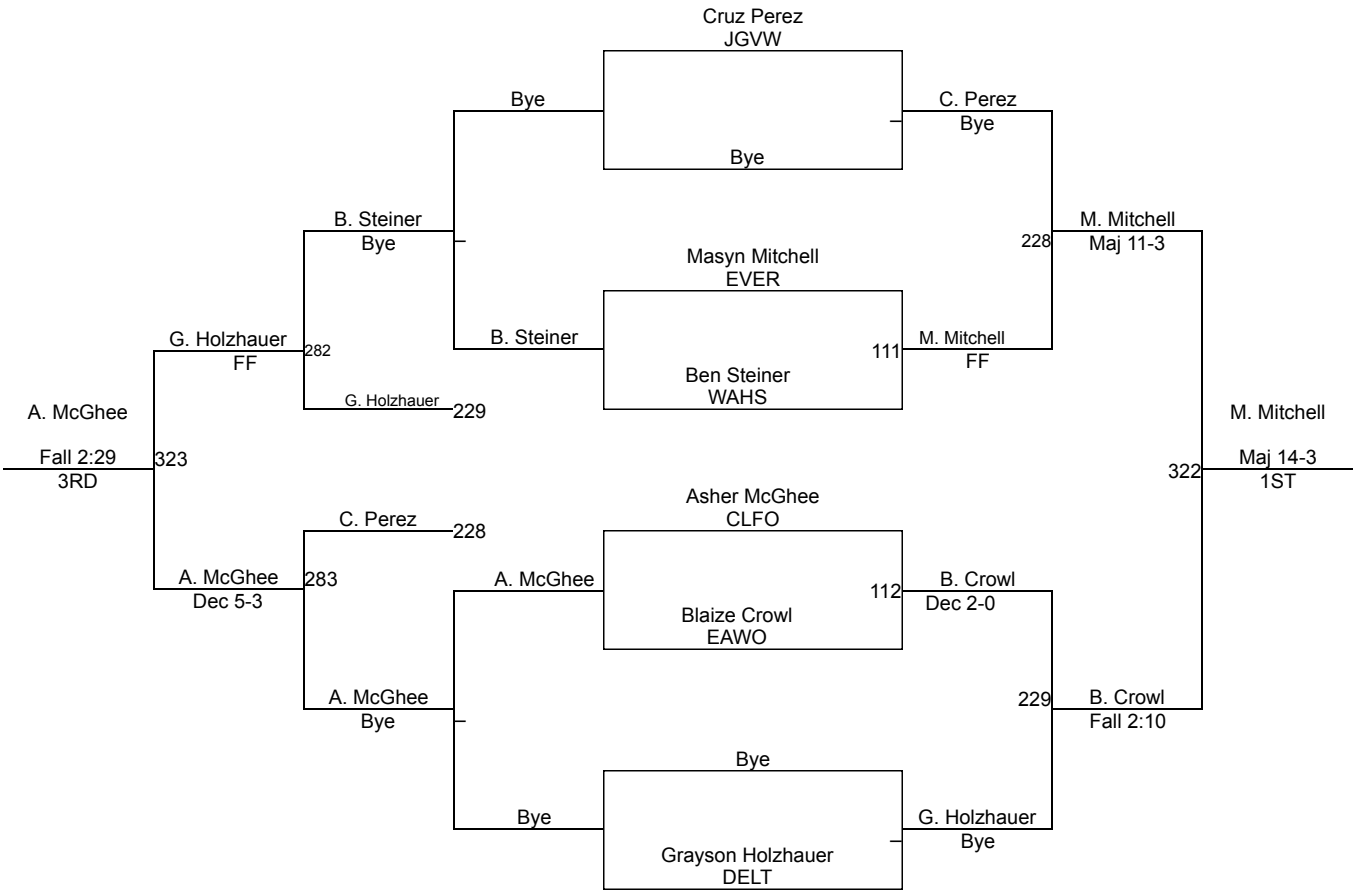 Cruz Perez
JGVW
Bye
C. Perez
Bye
Bye
B. Steiner
Bye
M. Mitchell
Maj 11-3
228
Masyn Mitchell
EVER
G. Holzhauer
FF
282
B. Steiner
111
M. Mitchell
FF
Ben Steiner
WAHS
G. Holzhauer
229
A. McGhee
M. Mitchell
Fall 2:29
3RD
323
322
Maj 14-3
1ST
Asher McGhee
CLFO
C. Perez
228
A. McGhee
Dec 5-3
283
A. McGhee
112
B. Crowl
Dec 2-0
Blaize Crowl
EAWO
A. McGhee
Bye
229
B. Crowl
Fall 2:10
Bye
Bye
G. Holzhauer
Bye
Grayson Holzhauer
DELT